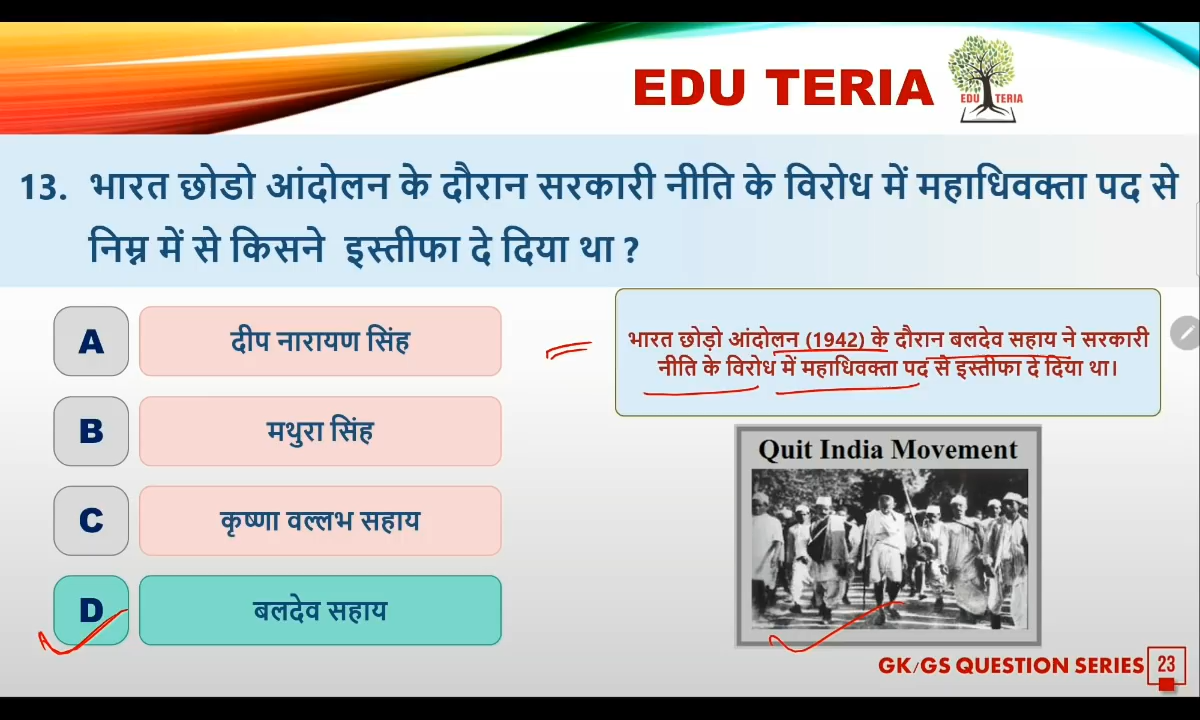 EDU TERIA
EDU TERIA
13. भारत छोडो आंदोलन के दौरान सरकारी नीति के विरोध में महाधिवक्ता पद से
निम्न में से किसने इस्तीफा दे दिया था ?
A दीप नारायण सिंह
B मथुरा सिंह
C कृष्णा वल्लभ सहाय
D बलदेव सहाय
भारत छोड़ो आंदोलन (1942) के दौरान बलदेव सहाय ने सरकारी
नीति के विरोध में महाधिवक्ता पद से इस्तीफा दे दिया था।
Quit India Movement
GK/GS QUESTION SERIES 23